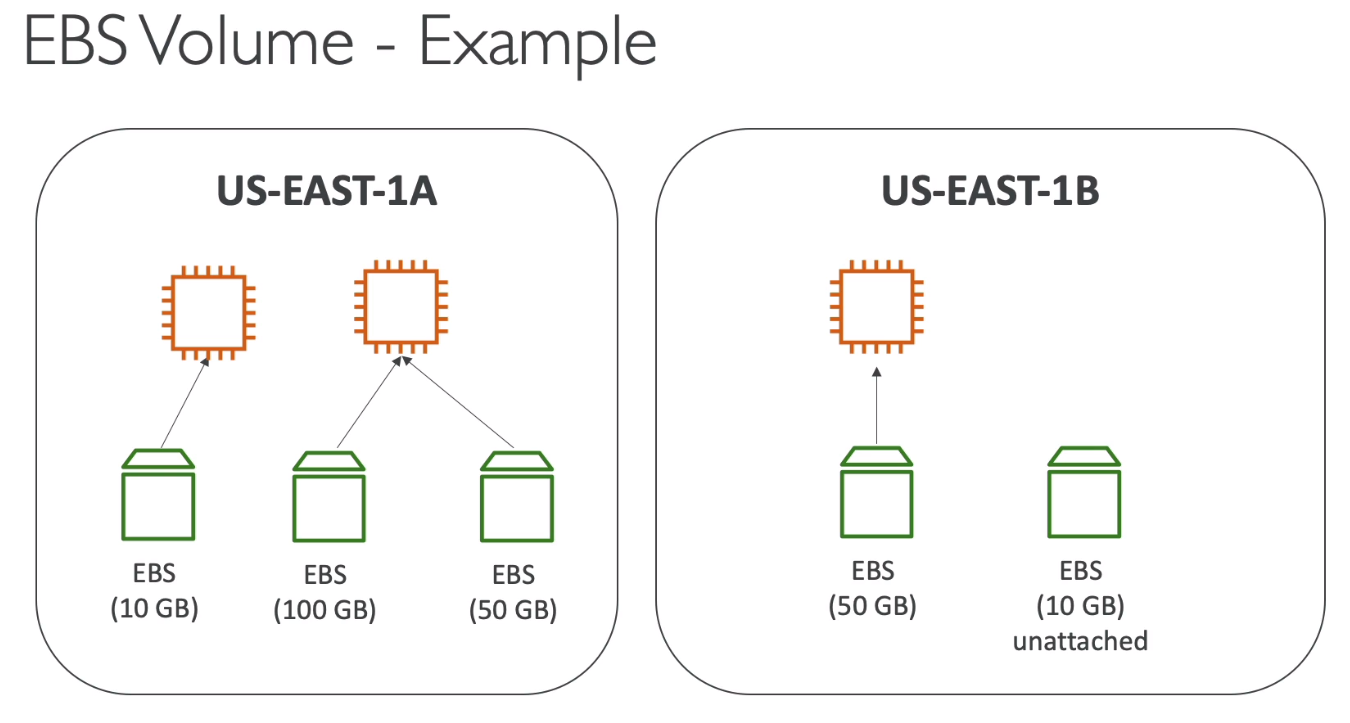 EBS Volume - Example
US-EAST-1A
EBS
(10 GB)
EBS
(100 GB)
EBS
(50 GB)
US-EAST-1B
EBS
(50 GB)
EBS
(10 GB)
unattached